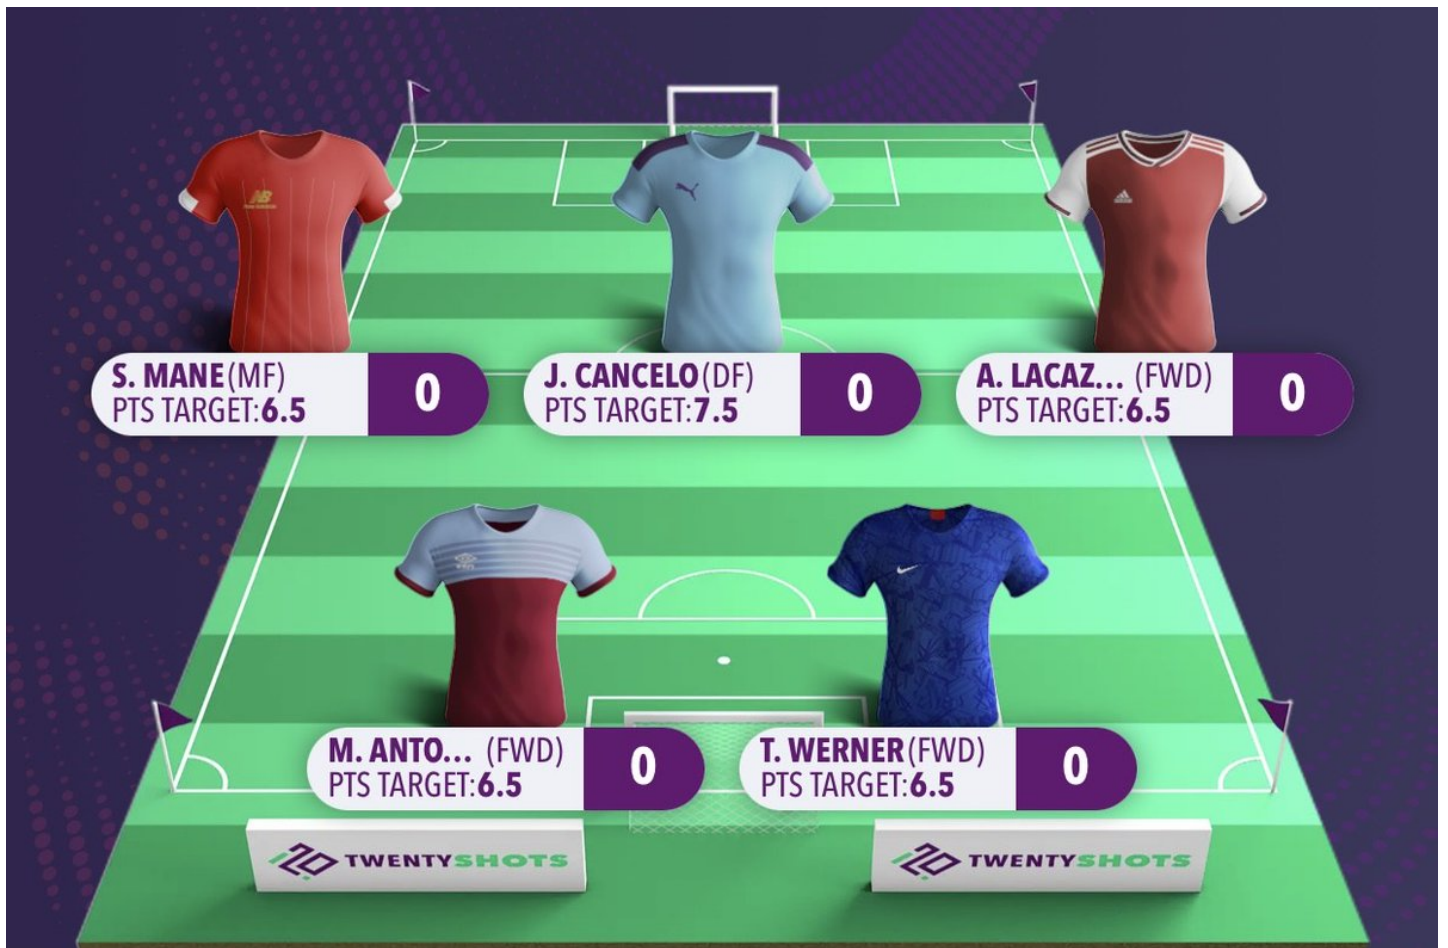 S. MANE(MF)
PTS TARGET:6.5
0
J. CANCELO(DF)
PTS TARGET:7.5
0
A. LACAZ... (FWD)
PTS TARGET:6.5
0
M. ANTO... (FWD)
PTS TARGET:6.5
0
T. WERNER(FWD)
PTS TARGET:6.5
0
TWENTYSHOTS
TWENTYSHOTS